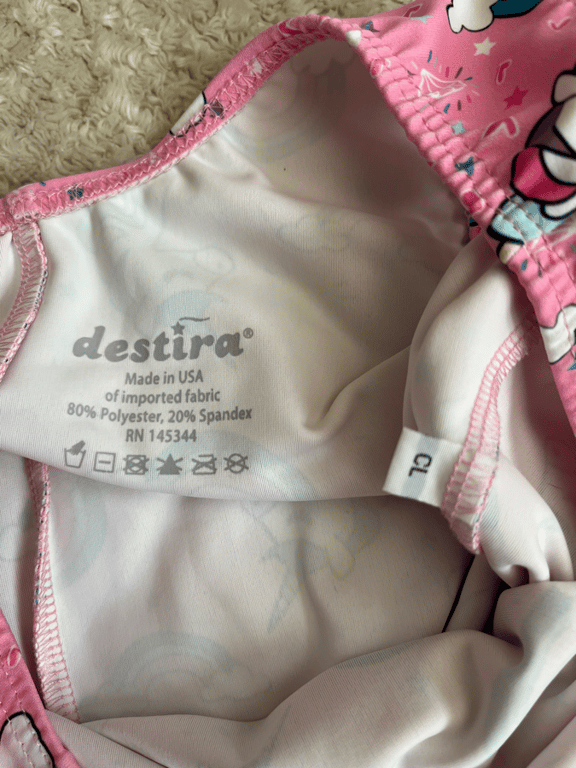 destira®
Made in USA
of imported fabric
80% Polyester, 20% Spandex
RN 145344
CL